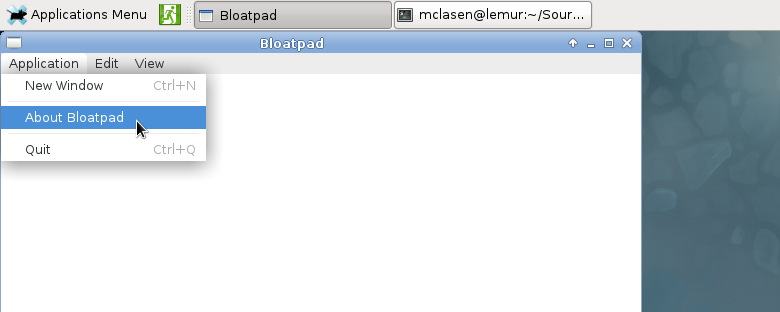 Applications Menu
Bloatpad
mclasen@lemur:~/Sour...
Bloatpad
Application Edit View
New Window Ctrl+N
About Bloatpad
Quit Ctrl+Q